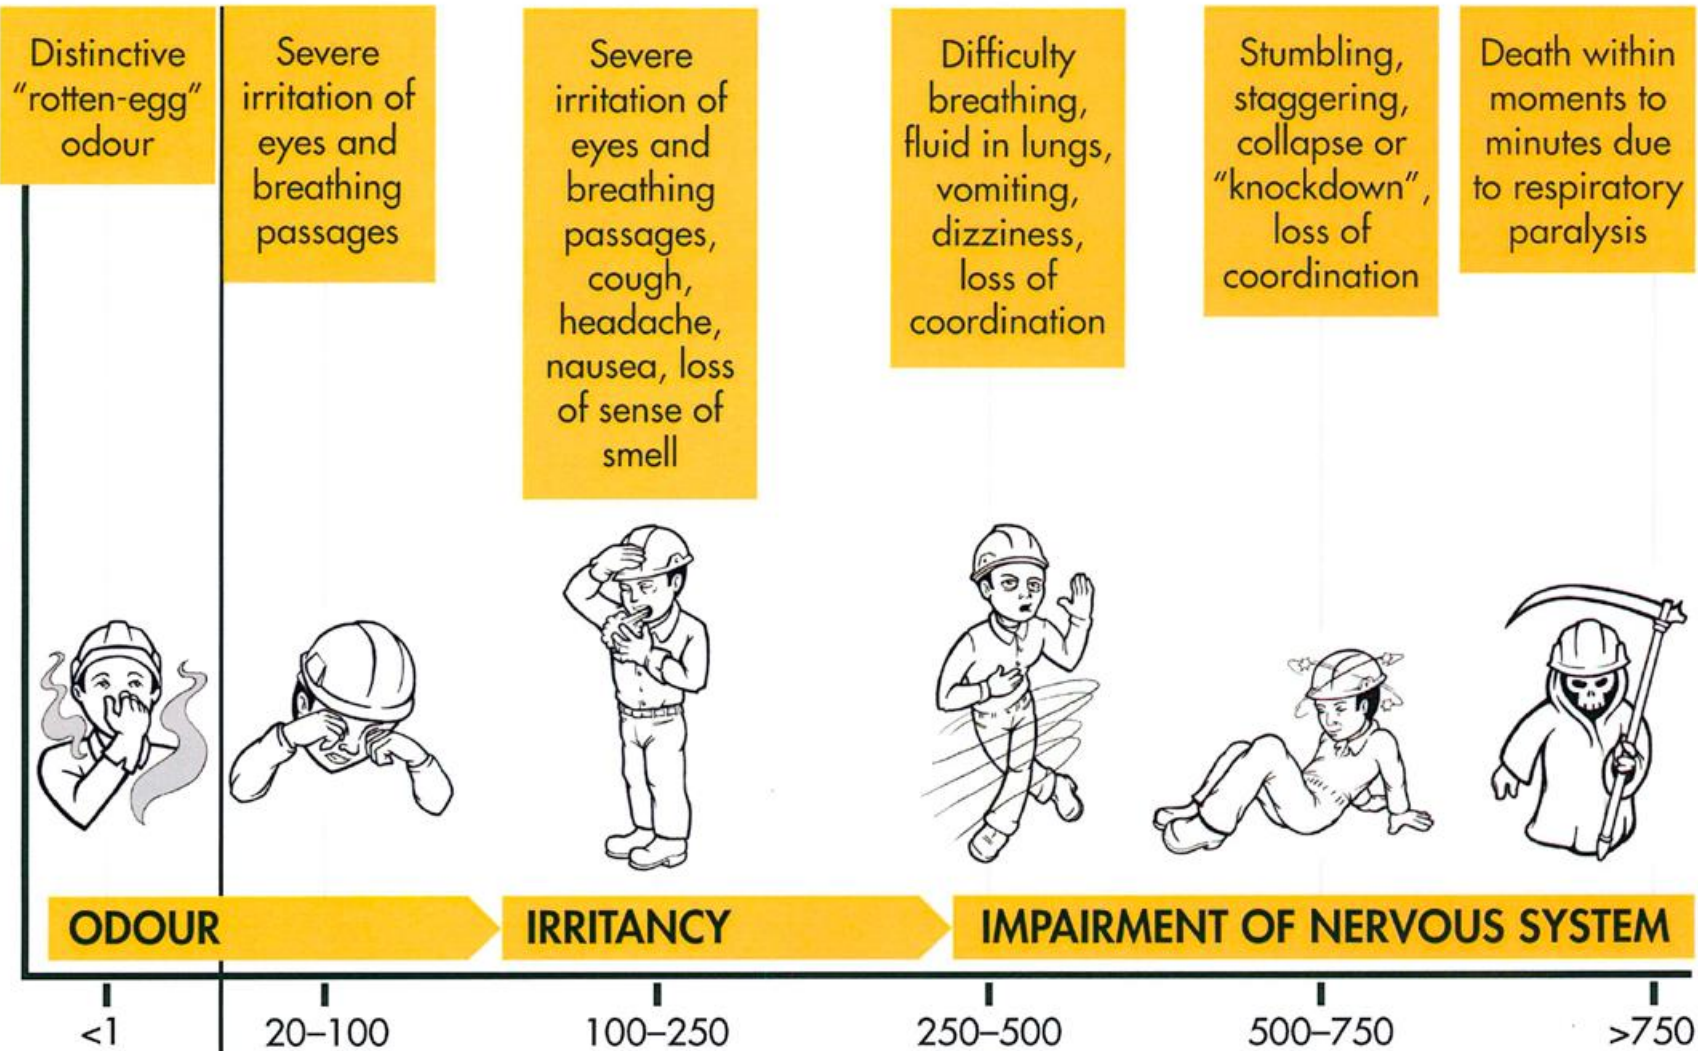 Distinctive
"rotten-egg"
odour
Severe
irritation of
eyes and
breathing
passages
Severe
irritation of
eyes and
breathing
passages,
cough,
headache,
nausea, loss
of sense of
smell
Difficulty
breathing,
fluid in lungs,
vomiting,
dizziness,
loss of
coordination
Stumbling,
staggering,
collapse or
"knockdown",
loss of
coordination
Death within
moments to
minutes due
to respiratory
paralysis
ODOUR
IRRITANCY
IMPAIRMENT OF NERVOUS SYSTEM
<1
20–100
100–250
250–500
500–750
>750